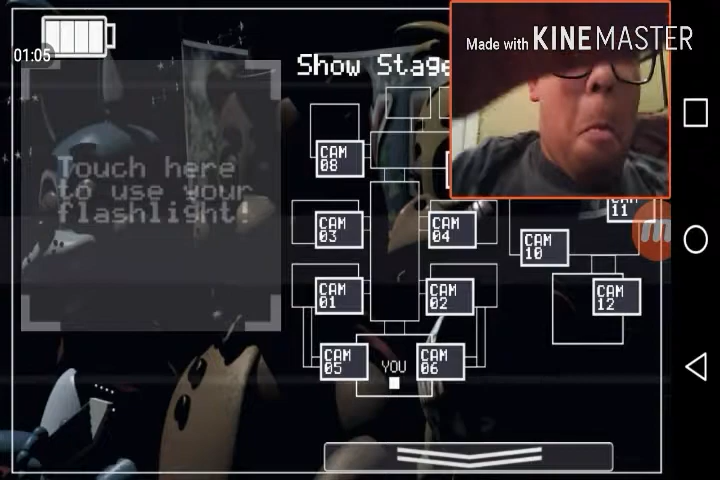 Made with KINEMASTER
01:05
Show Stage
Touch here
to use your
flashlight!
CAM
08
CAM
03
CAM
04
CAM
10
11
CAM
12
CAM
01
CAM
02
CAM
05
YOU
CAM
06